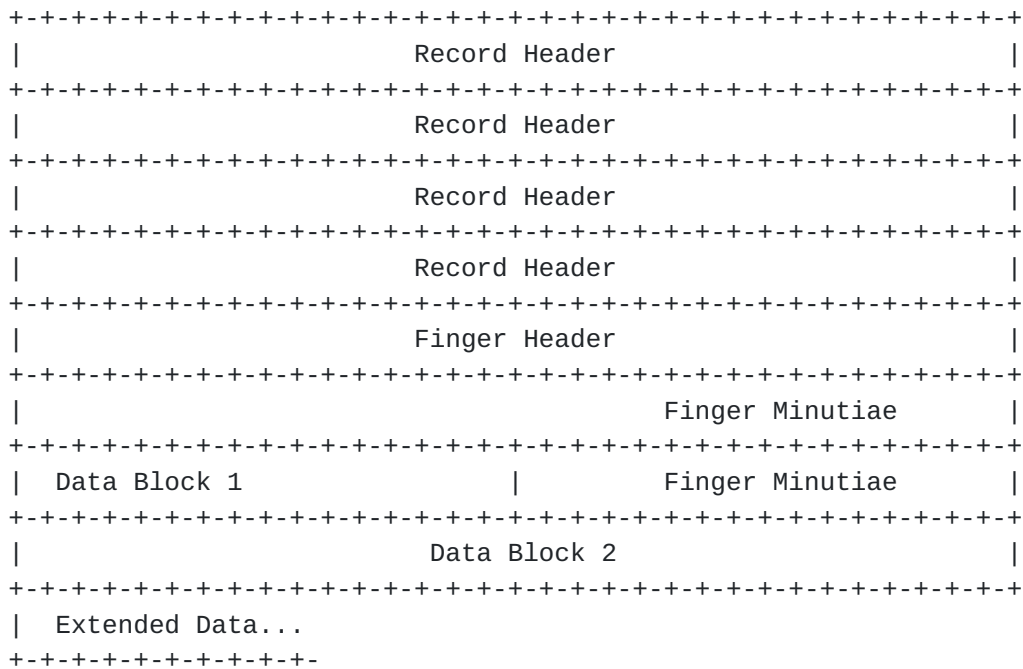 +-+-+-+-+-+-+-+-+-+-+-+-+-+-+-+-+-+-+-+-+-+-+-+-+-+-+-+-+-+-+-+-+
|                         Record Header                         |
+-+-+-+-+-+-+-+-+-+-+-+-+-+-+-+-+-+-+-+-+-+-+-+-+-+-+-+-+-+-+-+-+
|                         Record Header                         |
+-+-+-+-+-+-+-+-+-+-+-+-+-+-+-+-+-+-+-+-+-+-+-+-+-+-+-+-+-+-+-+-+
|                         Record Header                         |
+-+-+-+-+-+-+-+-+-+-+-+-+-+-+-+-+-+-+-+-+-+-+-+-+-+-+-+-+-+-+-+-+
|                         Record Header                         |
+-+-+-+-+-+-+-+-+-+-+-+-+-+-+-+-+-+-+-+-+-+-+-+-+-+-+-+-+-+-+-+-+
|                         Finger Header                         |
+-+-+-+-+-+-+-+-+-+-+-+-+-+-+-+-+-+-+-+-+-+-+-+-+-+-+-+-+-+-+-+-+
|                                         Finger Minutiae       |
+-+-+-+-+-+-+-+-+-+-+-+-+-+-+-+-+-+-+-+-+-+-+-+-+-+-+-+-+-+-+-+-+
|  Data Block 1                 |         Finger Minutiae       |
+-+-+-+-+-+-+-+-+-+-+-+-+-+-+-+-+-+-+-+-+-+-+-+-+-+-+-+-+-+-+-+-+
|                          Data Block 2                         |
+-+-+-+-+-+-+-+-+-+-+-+-+-+-+-+-+-+-+-+-+-+-+-+-+-+-+-+-+-+-+-+-+
|  Extended Data...
+-+-+-+-+-+-+-+-+-+-